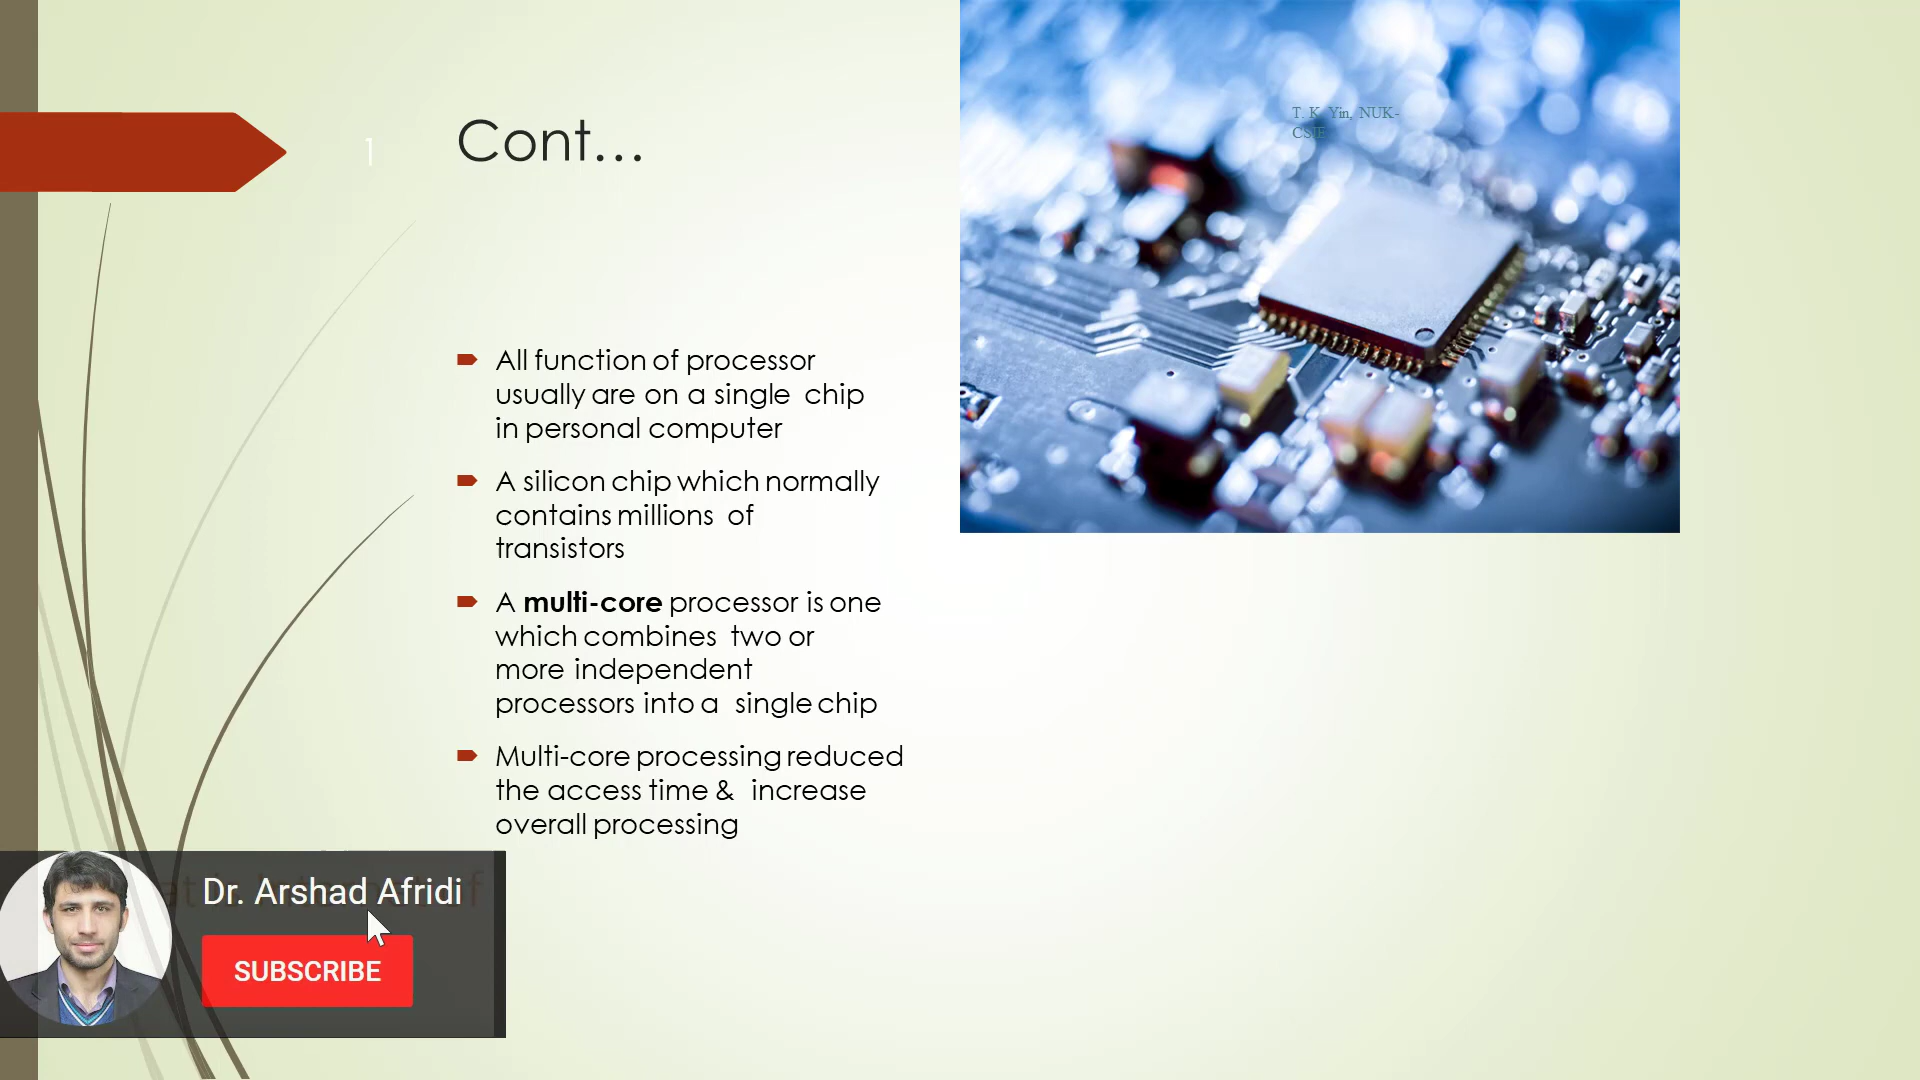 1
Cont...
T. K. Yin, NUK-
CSIE
All function of processor
usually are on a single chip
in personal computer
A silicon chip which normally
contains millions of
transistors
A multi-core processor is one
which combines two or
more independent
processors into a single chip
Multi-core processing reduced
the access time & increase
overall processing
Dr. Arshad Afridi
SUBSCRIBE